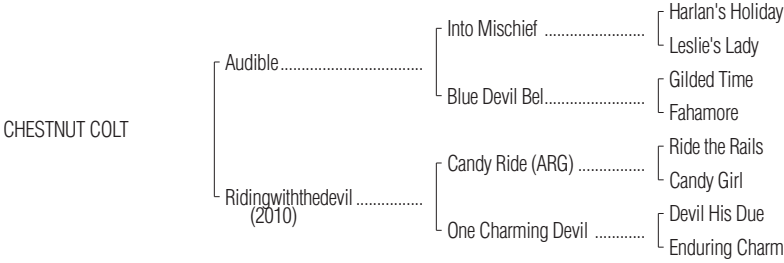 Harlan's Holiday
Into Mischief ........................
Leslie's Lady
Audible.................................
Gilded Time
Blue Devil Bel........................
Fahamore
CHESTNUT COLT
Ride the Rails
Candy Ride (ARG) ................
Candy Girl
Ridingwiththedevil ................
(2010)
Devil His Due
One Charming Devil ............
Enduring Charm